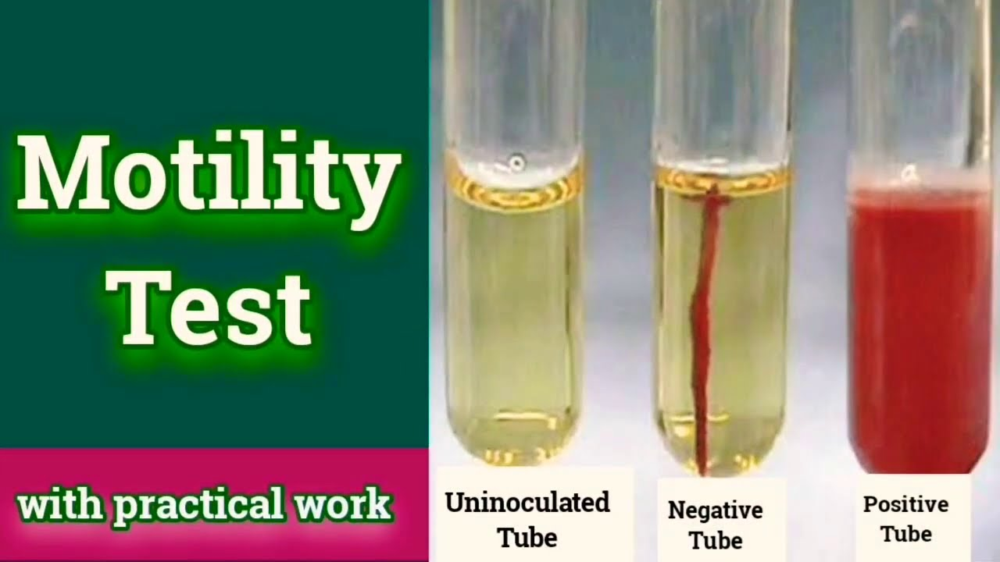 Motility
Test
with practical work
Uninoculated
Tube
Negative
Tube
Positive
Tube